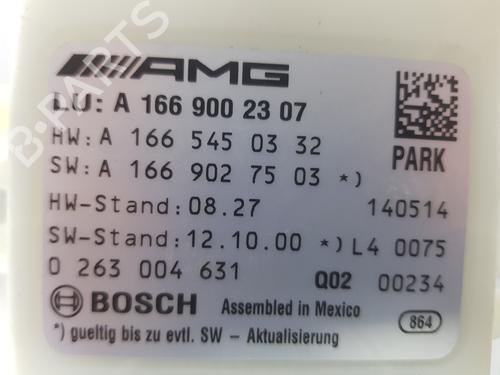 AMG
LU: A 166 900 23 07
HW: A 166 545 03 32
SW: A 166 902 75 03 *)
PARK
HW-Stand: 08.27 140514
SW-Stand: 12.10.00 *) L4 0075
0 263 004 631 Q02 00234
BOSCH Assembled in Mexico
*) gueltig bis zu evtl. SW - Aktualisierung 864
B-PARTS